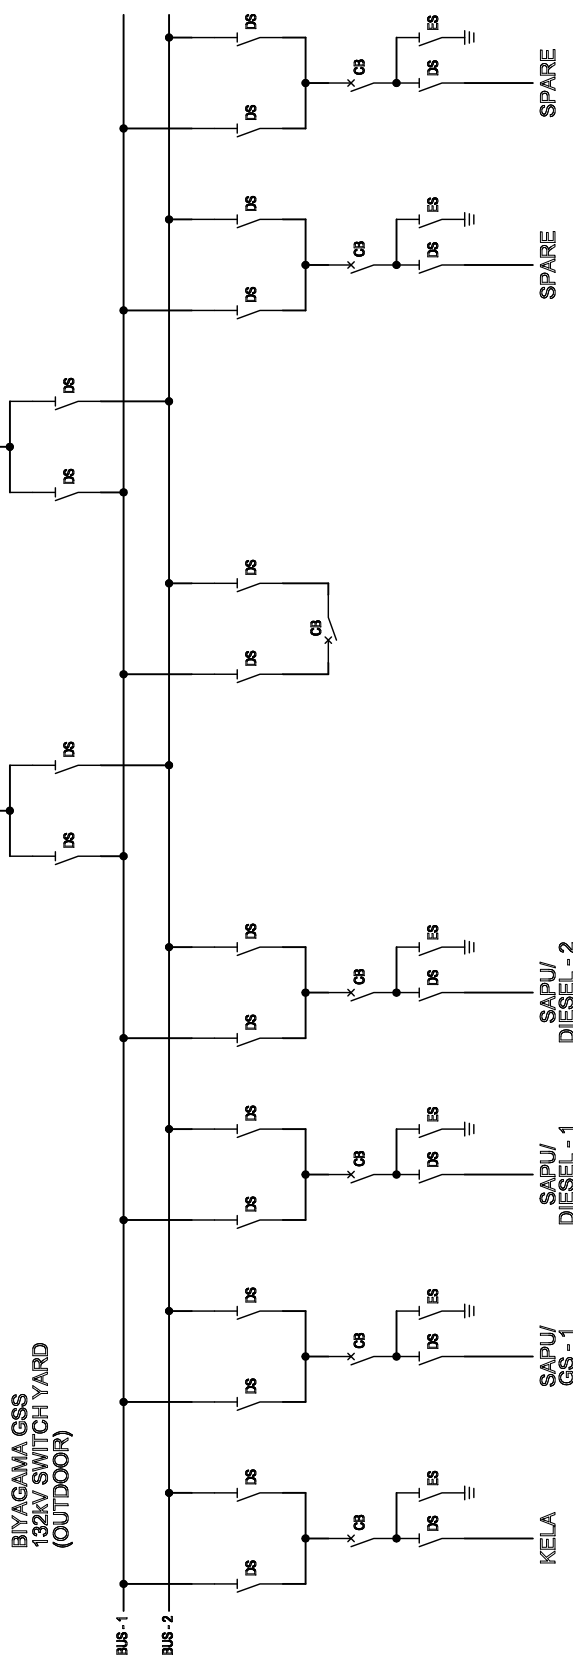 BIYAGAMA GSS
132kV SWITCH YARD
(OUTDOOR)
DS
DS
DS
DS
BUS - 1
BUS - 2
DS
DS
DS
DS
DS
DS
DS
DS
DS
DS
DS
DS
DS
DS
CB
CB
CB
CB
CB
CB
CB
DS
ES
DS
ES
DS
ES
DS
ES
DS
ES
DS
ES
KELA
SAPU/
GS - 1
SAPU/
DIESEL - 1
SAPU/
DIESEL - 2
SPARE
SPARE